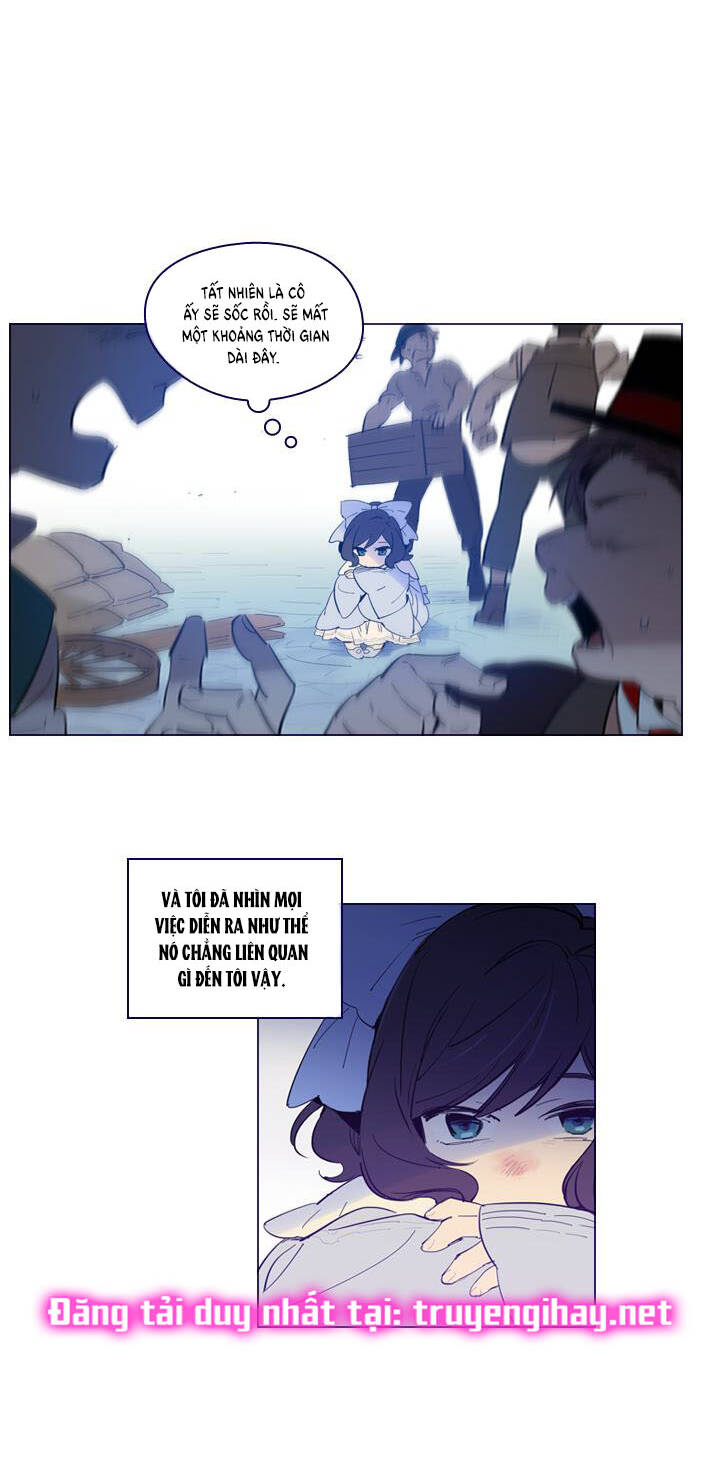 TẤT NHIÊN LÀ CÔ
ẤY SẼ SỐC RỒI. SẼ MẤT
MỘT KHOẢNG THỜI GIAN
DÀI ĐÂY.
VÀ TÔI ĐÃ NHÌN MỌI
VIỆC DIỄN RA NHƯ THỂ
NÓ CHẲNG LIÊN QUAN
GÌ ĐẾN TÔI VẬY.
Đăng tải duy nhất tại: truyengihay.net